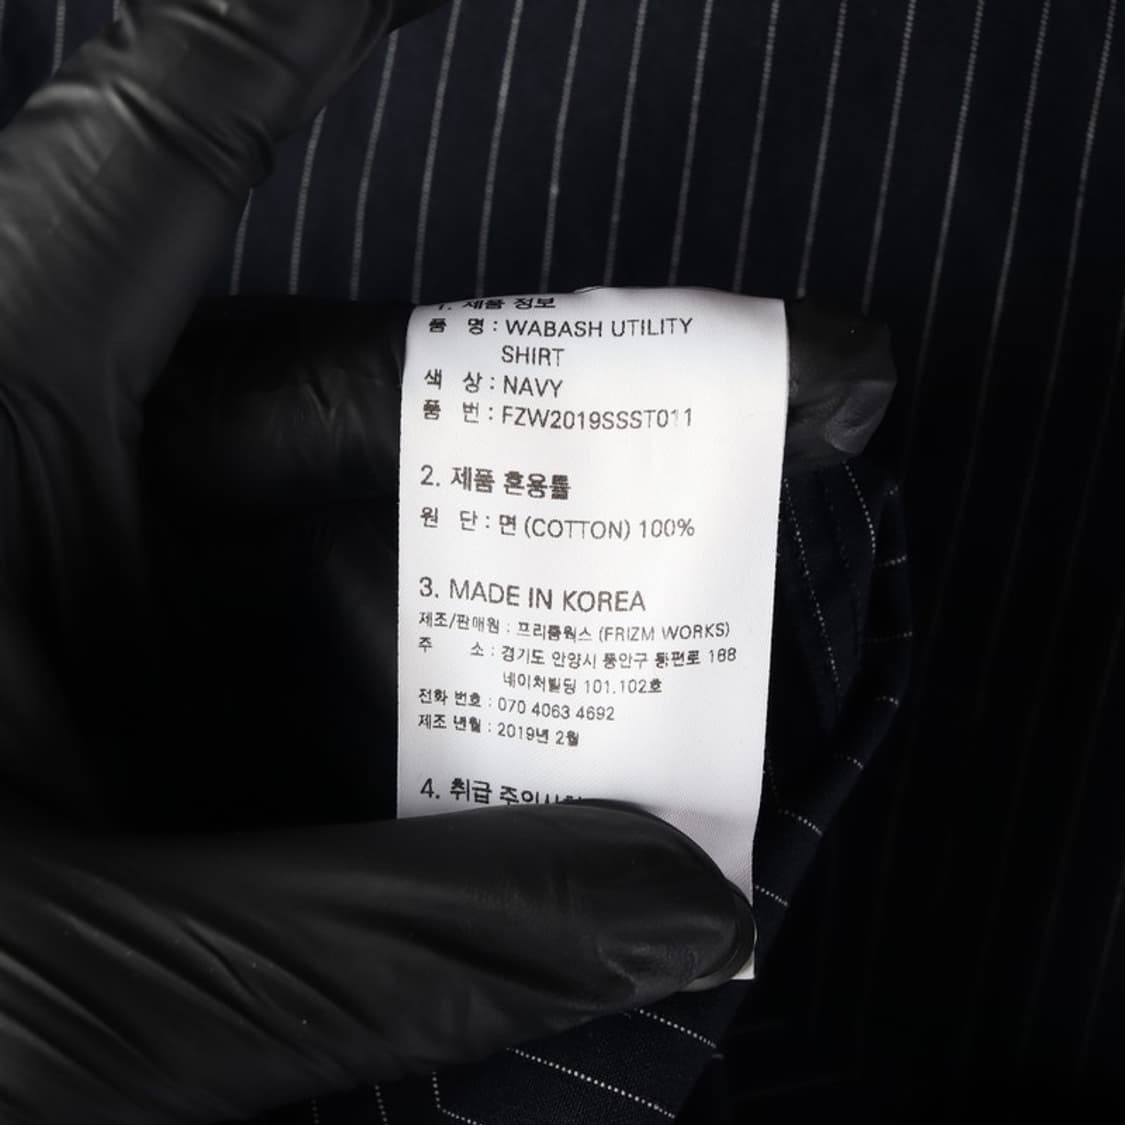 1. 제품 정보
품 명 : WABASH UTILITY
SHIRT
색 상 : NAVY
품 번 : FZW2019SSST011
2. 제품 혼용률
원 단 : 면 (COTTON) 100%
3. MADE IN KOREA
제조/판매원 : 프리즘웍스 (FRIZM WORKS)
주 소 : 경기도 안양시 동안구 동편로 188
네이처빌딩 101.102호
전화 번호 : 070 4063 4692
제조 년월 : 2019년 2월
4. 취급 주의사항